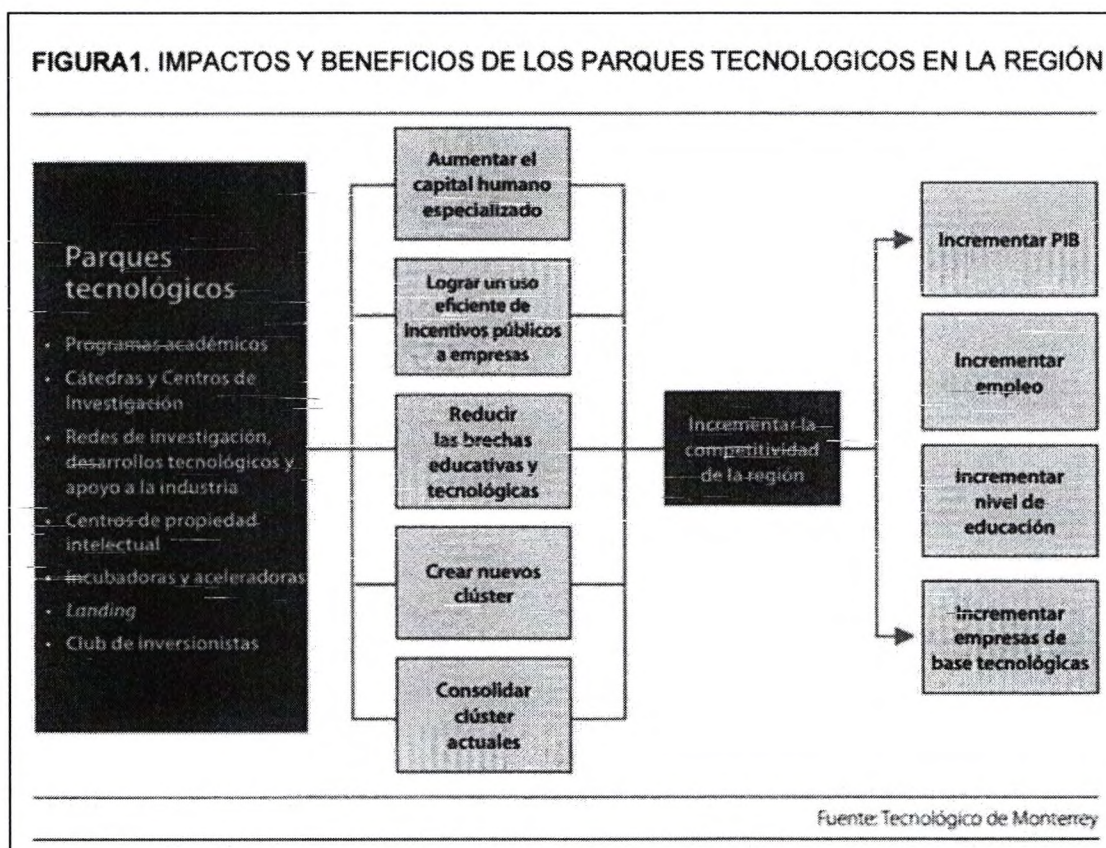 FIGURA1. IMPACTOS Y BENEFICIOS DE LOS PARQUES TECNOLOGICOS EN LA REGIÓN
Parques
tecnológicos
• Programas académicos
• Cátedras y Centros de
Investigación
• Redes de investigación,
desarrollos tecnológicos y
apoyo a la industria
• Centros de propiedad
intelectual
• Incubadoras y aceleradoras
• Landing
• Club de inversionistas
Aumentar el
capital humano
especializado
Lograr un uso
eficiente de
incentivos públicos
a empresas
Reducir
las brechas
educativas y
tecnológicas
Crear nuevos
clúster
Consolidar
clúster
actuales
Incrementar la
competitividad
de la región
Incrementar PIB
Incrementar
empleo
Incrementar
nivel de
educación
Incrementar
empresas de
base tecnológicas
Fuente: Tecnológico de Monterrey